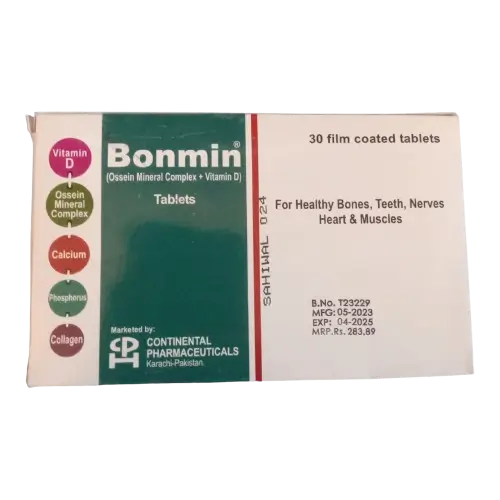 Vitamin
D
Ossein
Mineral
Complex
Calcium
Phespherus
Collagen
Bonmin®
(Ossein Mineral Complex + Vitamin D)
Tablets
Marketed by:
CPH
CONTINENTAL
PHARMACEUTICALS
Karachi-Pakistan.
SAHIWAL 024
30 film coated tablets
For Healthy Bones, Teeth, Nerves
Heart & Muscles
B.No. T23229
MFG: 05-2023
EXP: 04-2025
MRP.Rs. 283.89